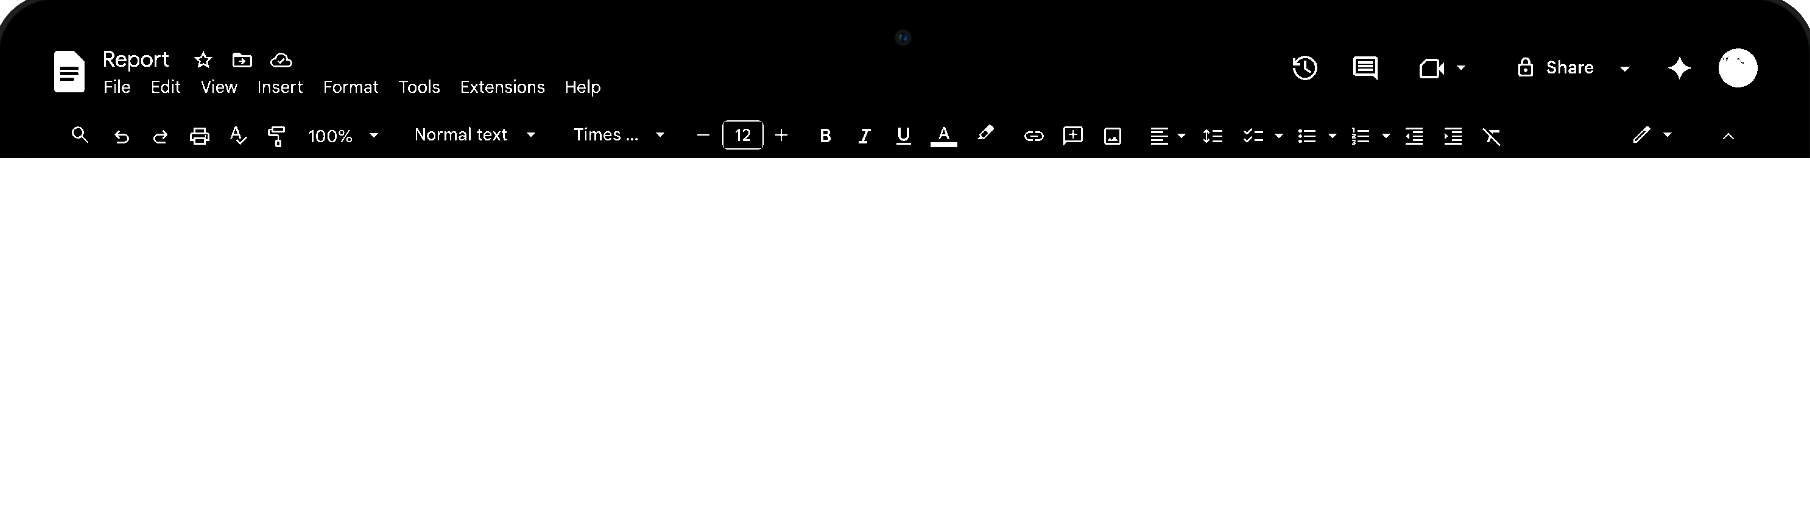 Report
File Edit View Insert Format Tools Extensions Help
Share
100% Normal text Times ... 12 B I U A